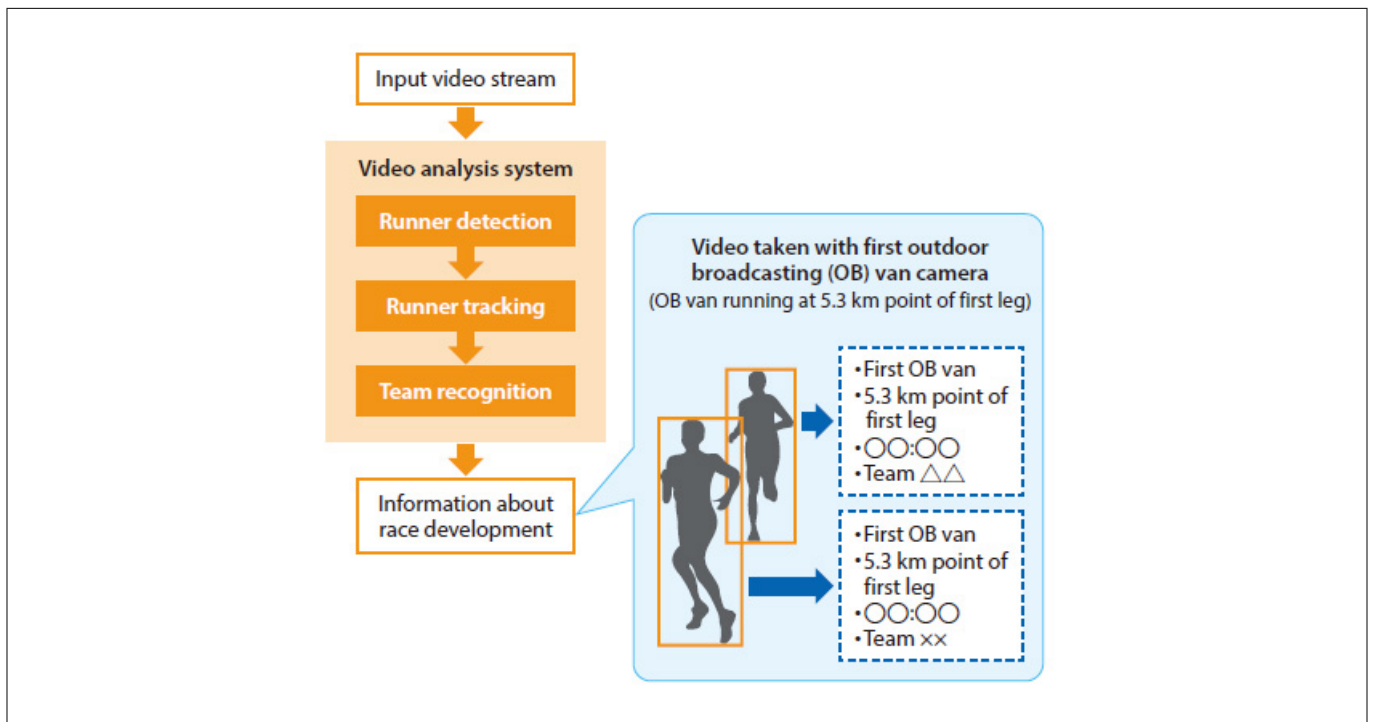 Input video stream
Video analysis system
Runner detection
Runner tracking
Team recognition
Information about
race development
Video taken with first outdoor
broadcasting (OB) van camera
(OB van running at 5.3 km point of first leg)
•First OB van
•5.3 km point of
first leg
•○○:○○
•Team △△
•First OB van
•5.3 km point of
first leg
•○○:○○
•Team ××